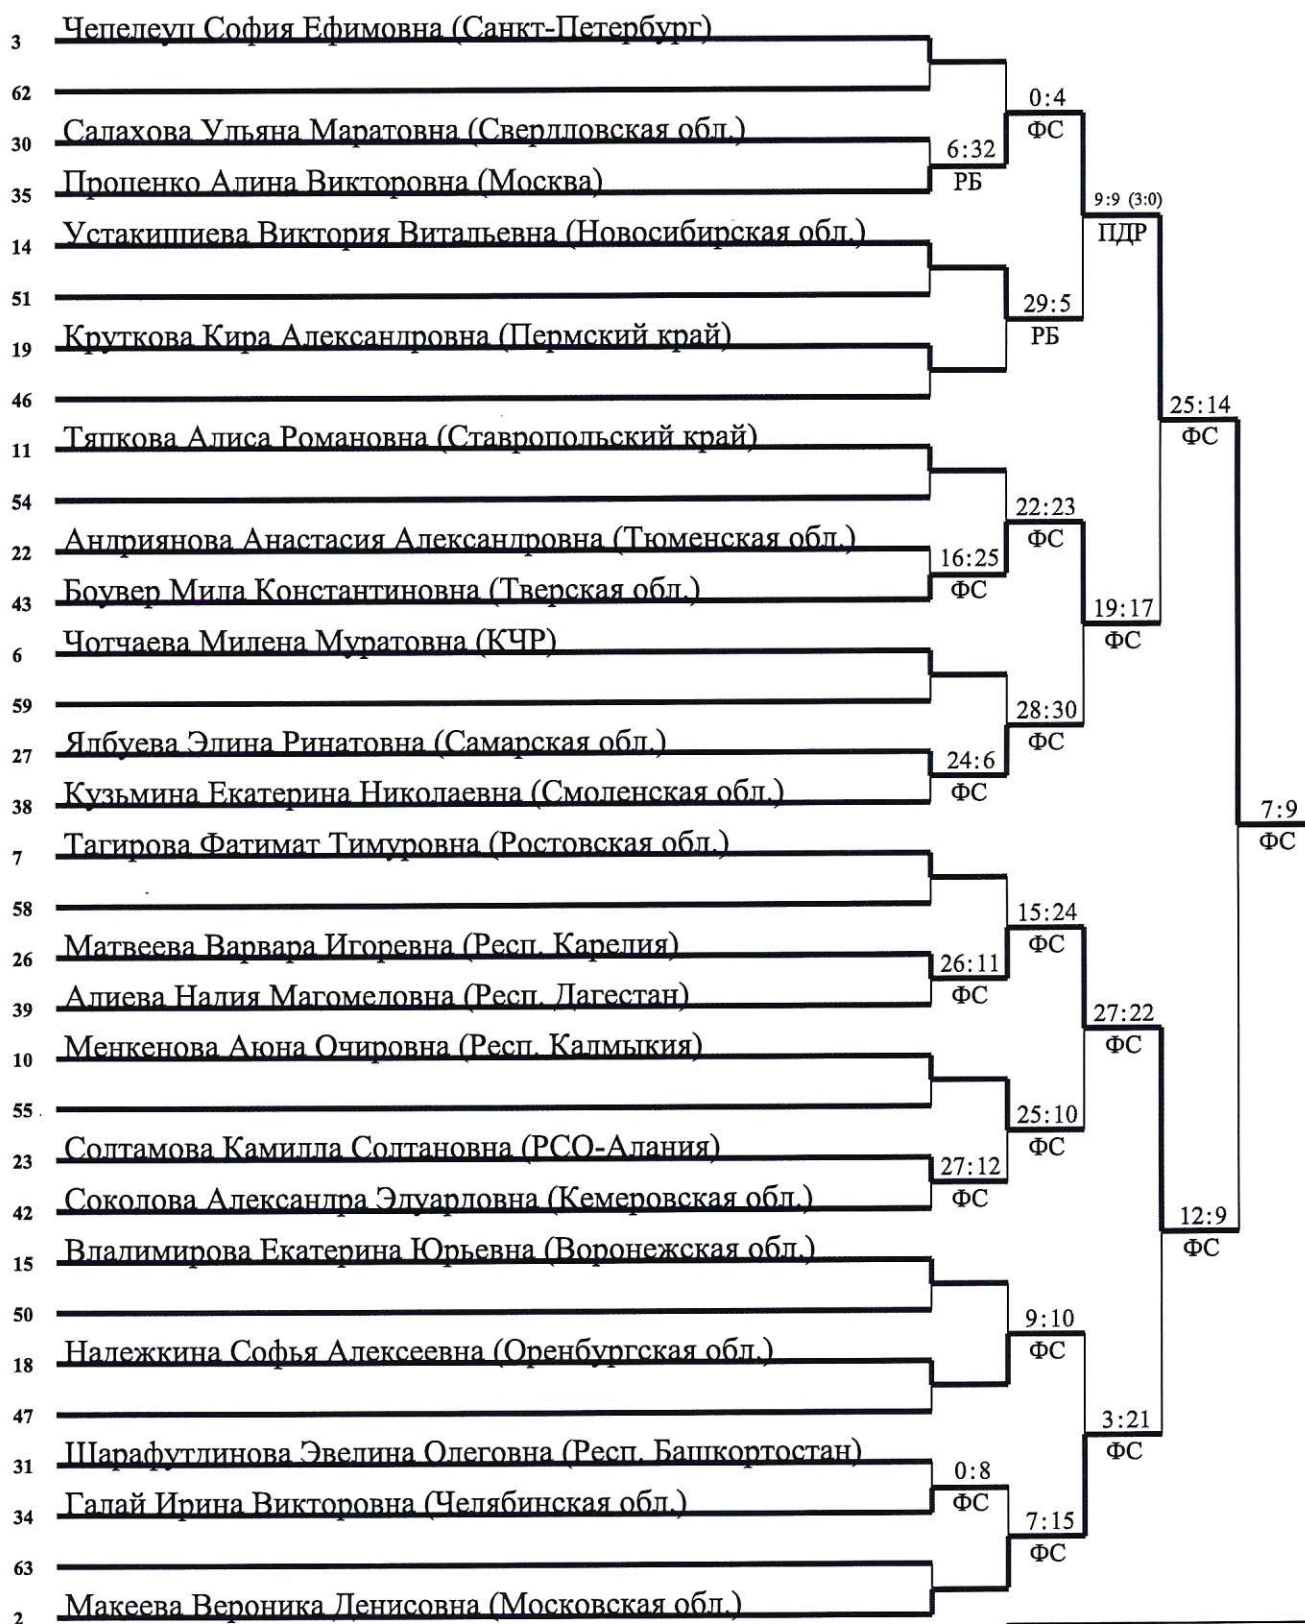 3 Чепелеуц София Ефимовна (Санкт-Петербург)
62
0:4
ФС
30 Салахова Ульяна Маратовна (Свердловская обл.)
6:32
РБ
35 Проценко Алина Викторовна (Москва)
9:9 (3:0)
ПДР
14 Устакишиева Виктория Витальевна (Новосибирская обл.)
51
29:5
РБ
19 Круткова Кира Александровна (Пермский край)
46
25:14
ФС
11 Тяпкова Алиса Романовна (Ставропольский край)
54
22:23
ФС
22 Андриянова Анастасия Александровна (Тюменская обл.)
16:25
ФС
43 Боувер Мила Константиновна (Тверская обл.)
19:17
ФС
6 Чотчаева Милена Муратовна (КЧР)
59
28:30
ФС
27 Ялбуева Элина Ринатовна (Самарская обл.)
24:6
ФС
38 Кузьмина Екатерина Николаевна (Смоленская обл.)
7:9
ФС
7 Тагирова Фатимат Тимуровна (Ростовская обл.)
58
15:24
ФС
26 Матвеева Варвара Игоревна (Респ. Карелия)
26:11
ФС
39 Алиева Надия Магомедовна (Респ. Дагестан)
27:22
ФС
10 Менкенова Аюна Очировна (Респ. Калмыкия)
55
25:10
ФС
23 Солтамова Камилла Солтановна (РСО-Алания)
27:12
ФС
42 Соколова Александра Эдуардовна (Кемеровская обл.)
12:9
ФС
15 Владимирова Екатерина Юрьевна (Воронежская обл.)
50
9:10
ФС
18 Надежкина Софья Алексеевна (Оренбургская обл.)
47
3:21
ФС
31 Шарафутдинова Эвелина Олеговна (Респ. Башкортостан)
0:8
ФС
34 Галай Ирина Викторовна (Челябинская обл.)
7:15
ФС
63
2 Макеева Вероника Денисовна (Московская обл.)